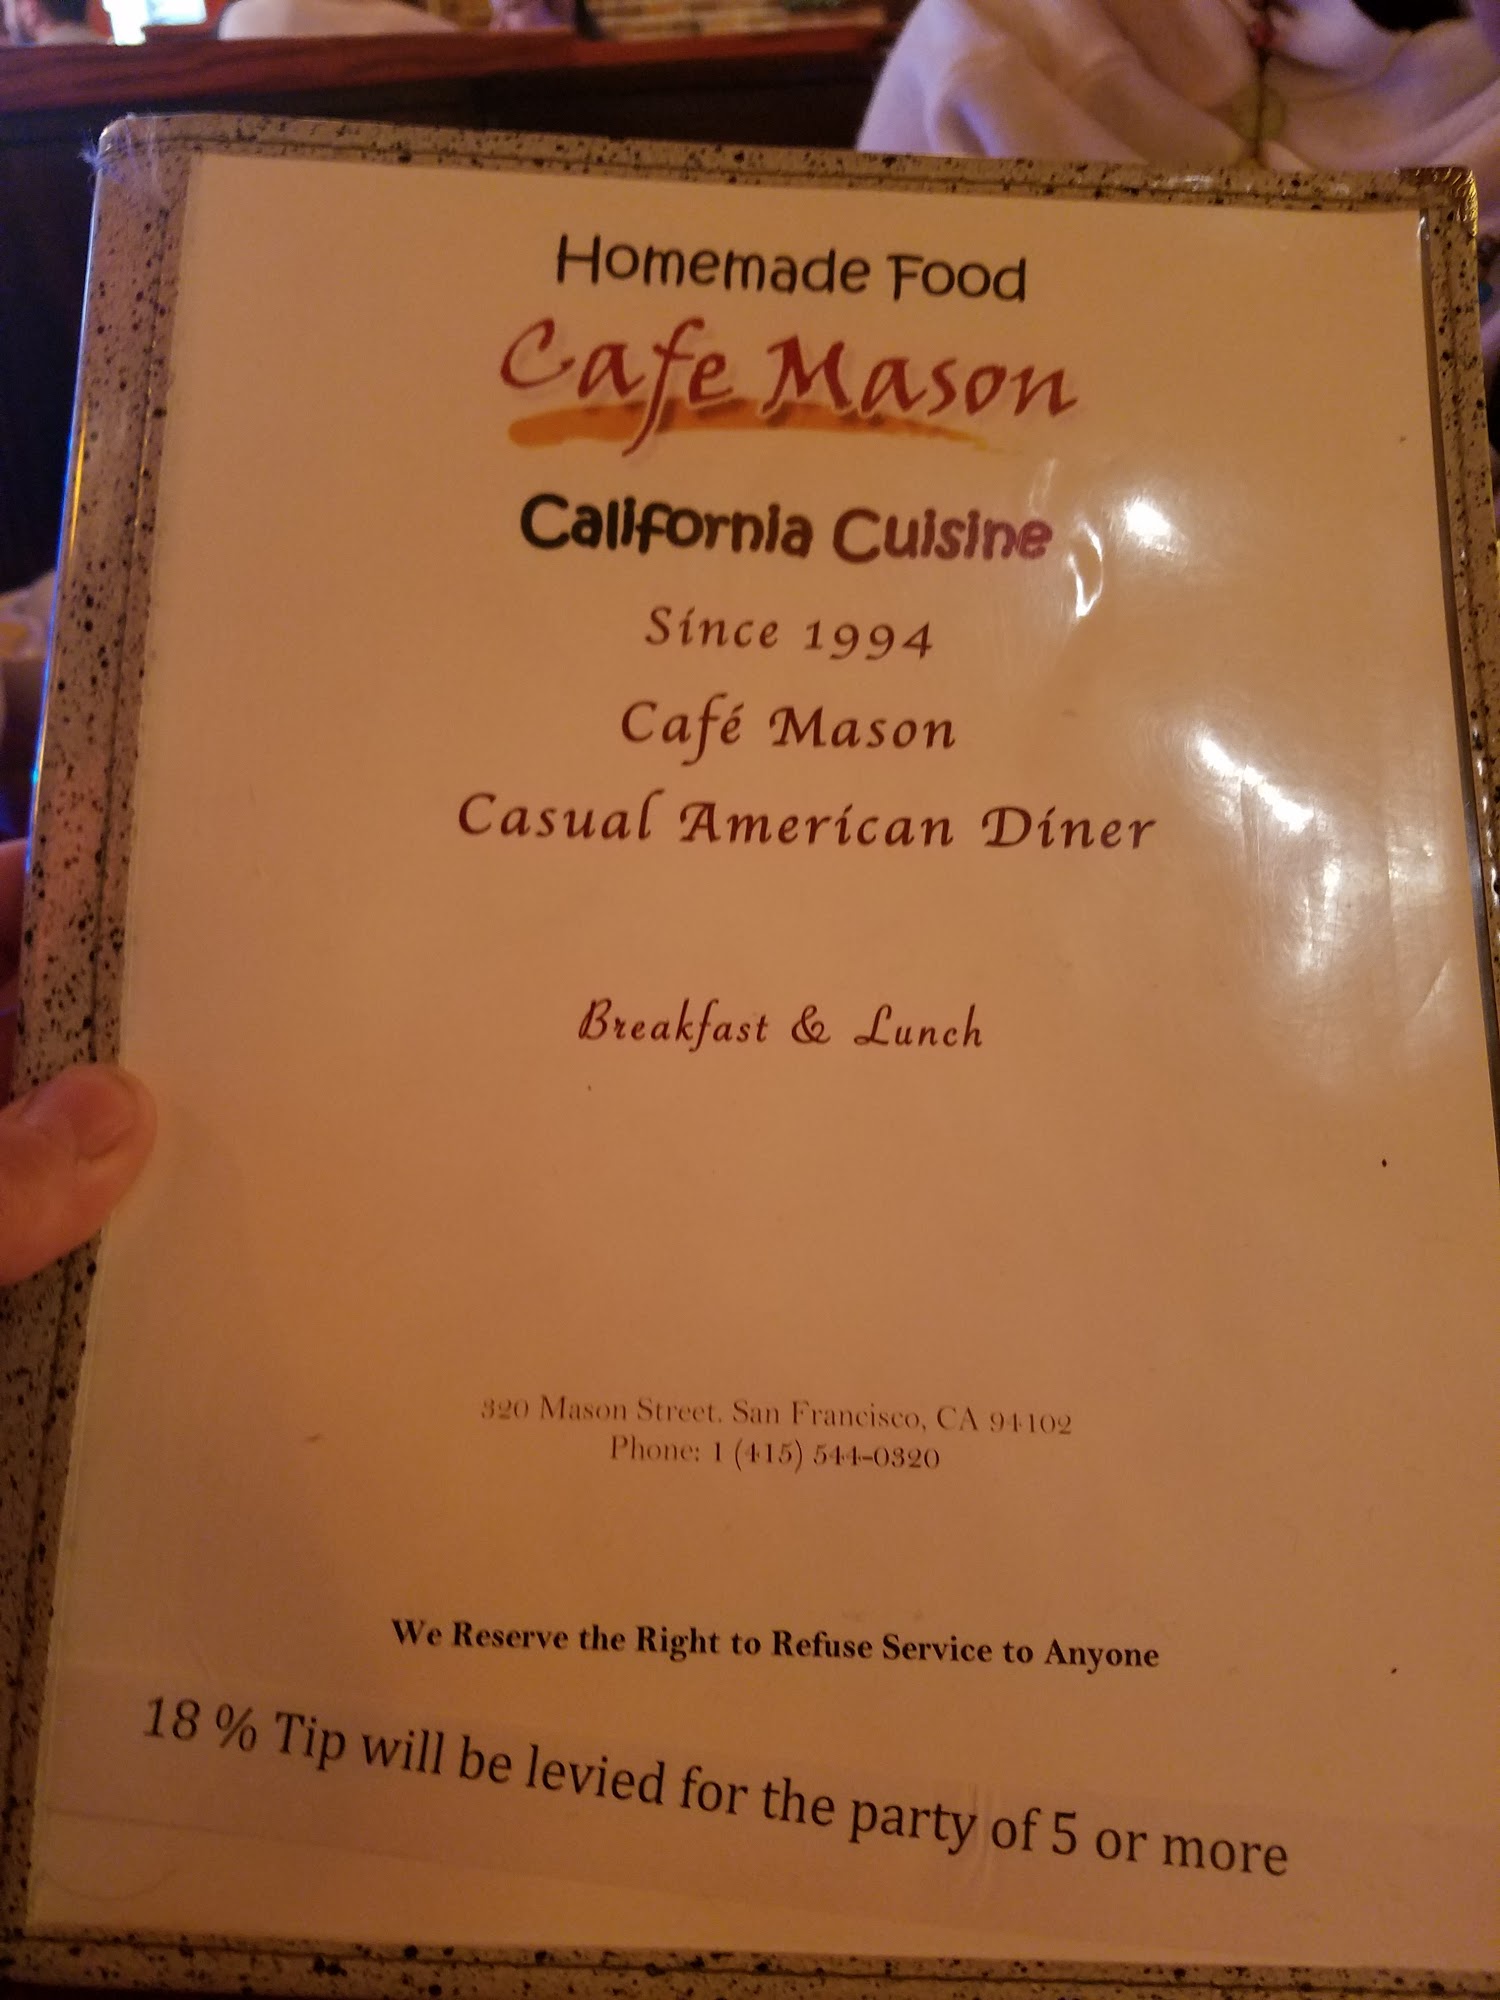 Homemade Food
Cafe Mason
California Cuisine
Since 1994
Café Mason
Casual American Diner
Breakfast & Lunch
320 Mason Street. San Francisco, CA 94102
Phone: 1 (415) 544-0320
We Reserve the Right to Refuse Service to Anyone
18 % Tip will be levied for the party of 5 or more